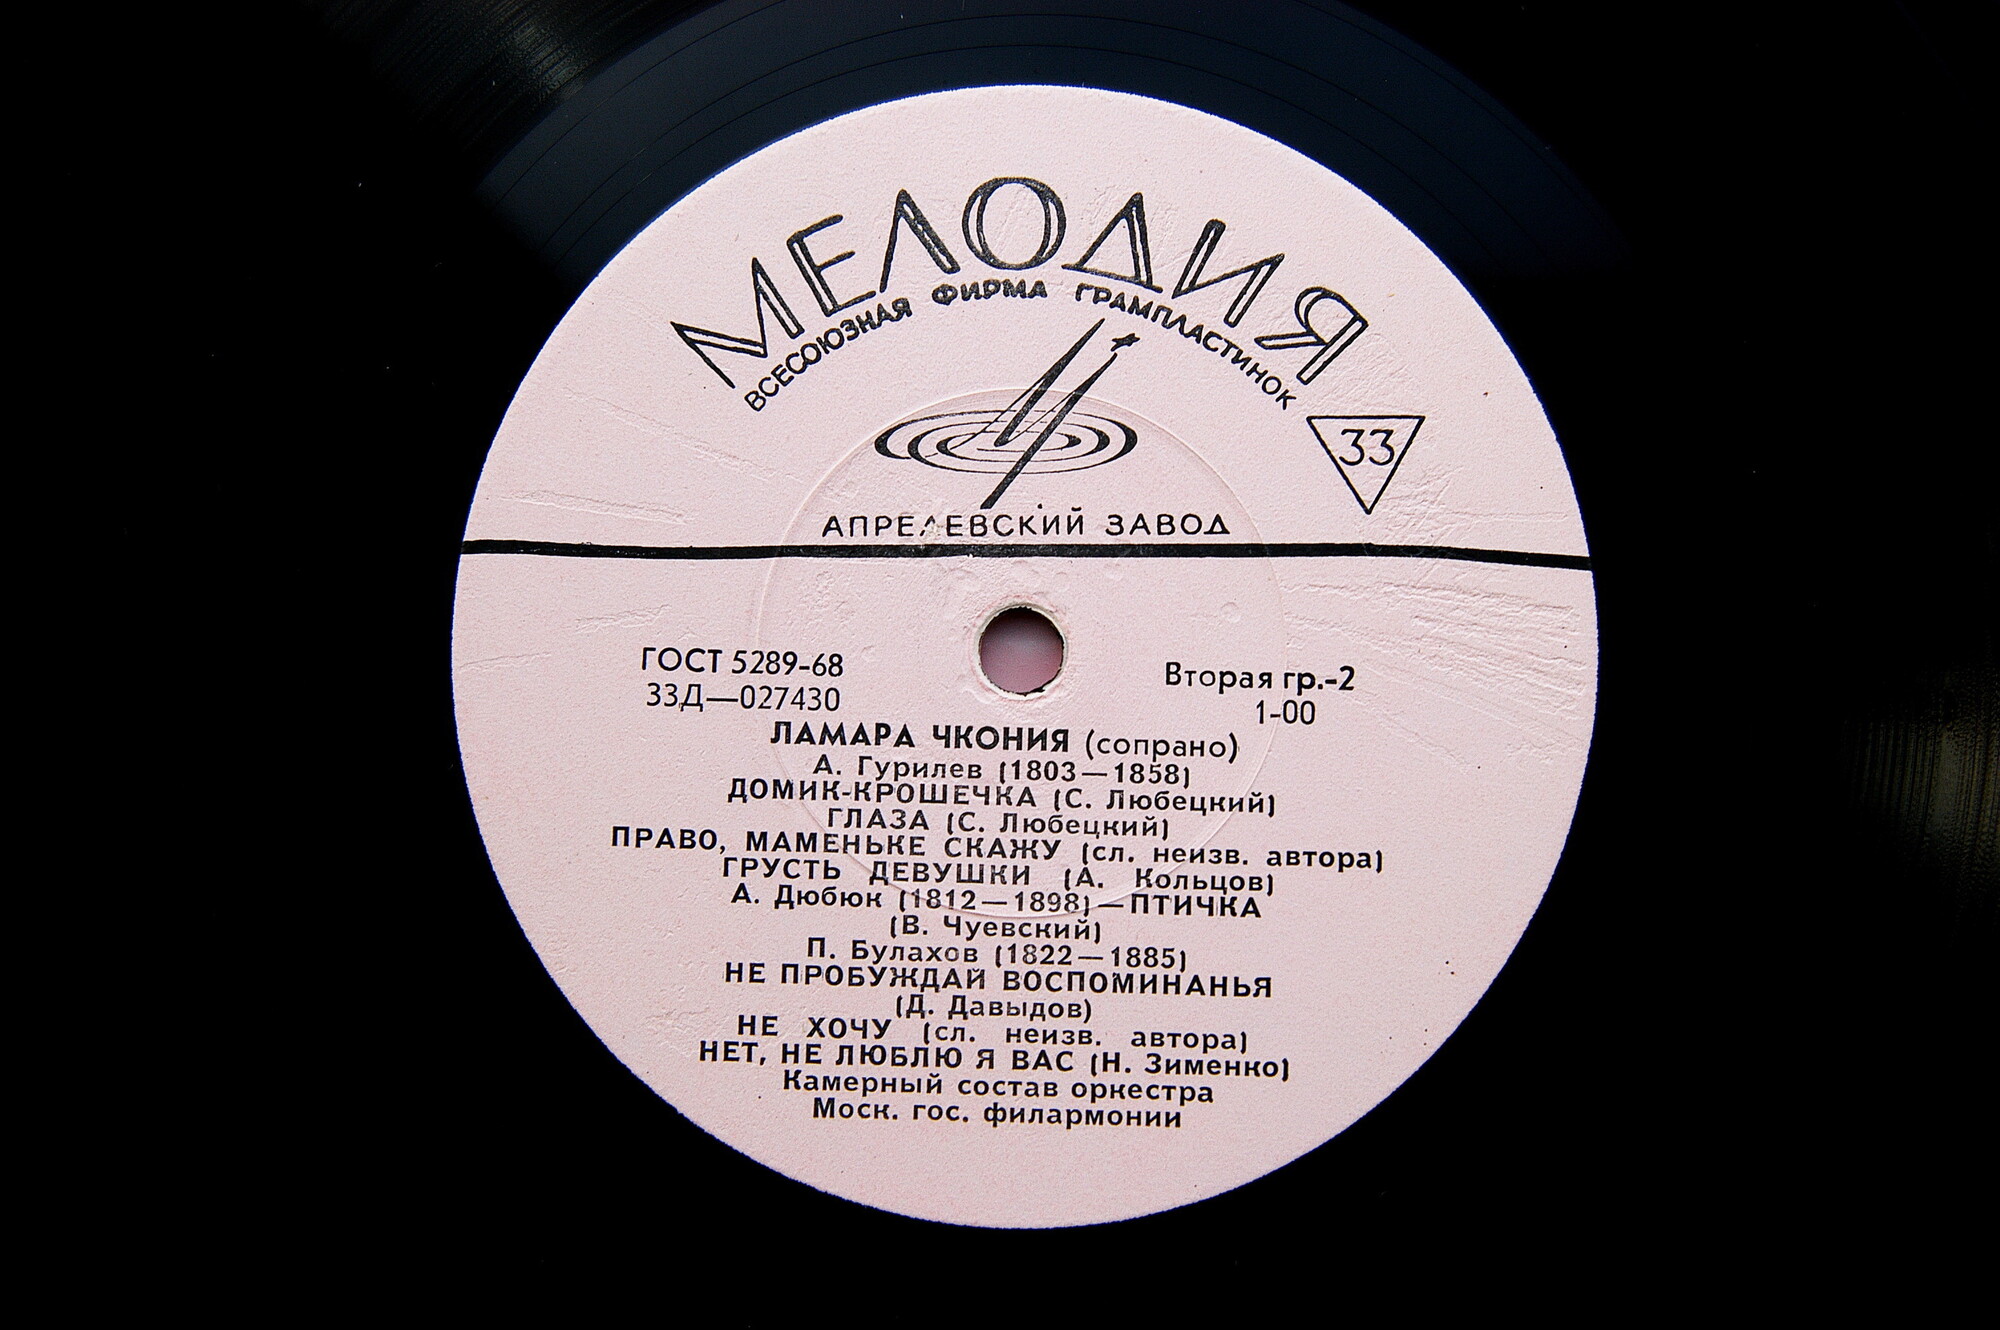 МЕЛОДИЯ
ВСЕСОЮЗНАЯ ФИРМА ГРАМПЛАСТИНОК
33
АПРЕЛЕВСКИЙ ЗАВОД
ГОСТ 5289-68
33Д—027430
Вторая гр.-2
1-00
ЛАМАРА ЧКОНИЯ (сопрано)
А. Гурилев (1803—1858)
ДОМИК-КРОШЕЧКА (С. Любецкий)
ГЛАЗА (С. Любецкий)
ПРАВО, МАМЕНЬКЕ СКАЖУ (сл. неизв. автора)
ГРУСТЬ ДЕВУШКИ (А. Кольцов)
А. Дюбюк (1812—1898)—ПТИЧКА
(В. Чуевский)
П. Булахов (1822—1885)
НЕ ПРОБУЖДАЙ ВОСПОМИНАНЬЯ
(Д. Давыдов)
НЕ ХОЧУ (сл. неизв. автора)
НЕТ, НЕ ЛЮБЛЮ Я ВАС (Н. Зименко)
Камерный состав оркестра
Моск. гос. филармонии